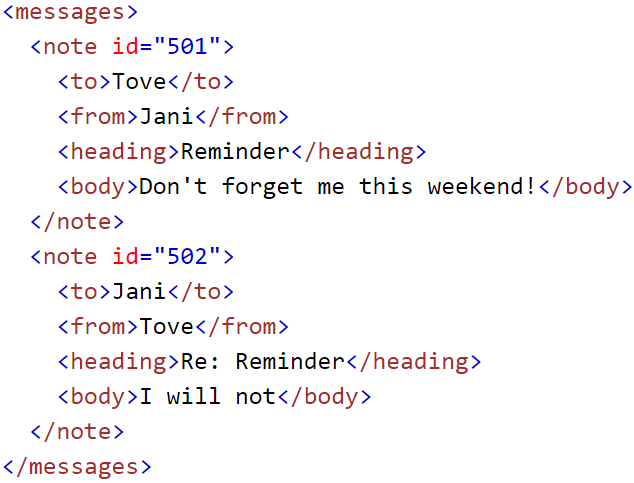 <messages>
  <note id="501">
    <to>Tove</to>
    <from>Jani</from>
    <heading>Reminder</heading>
    <body>Don't forget me this weekend!</body>
  </note>
  <note id="502">
    <to>Jani</to>
    <from>Tove</from>
    <heading>Re: Reminder</heading>
    <body>I will not</body>
  </note>
</messages>